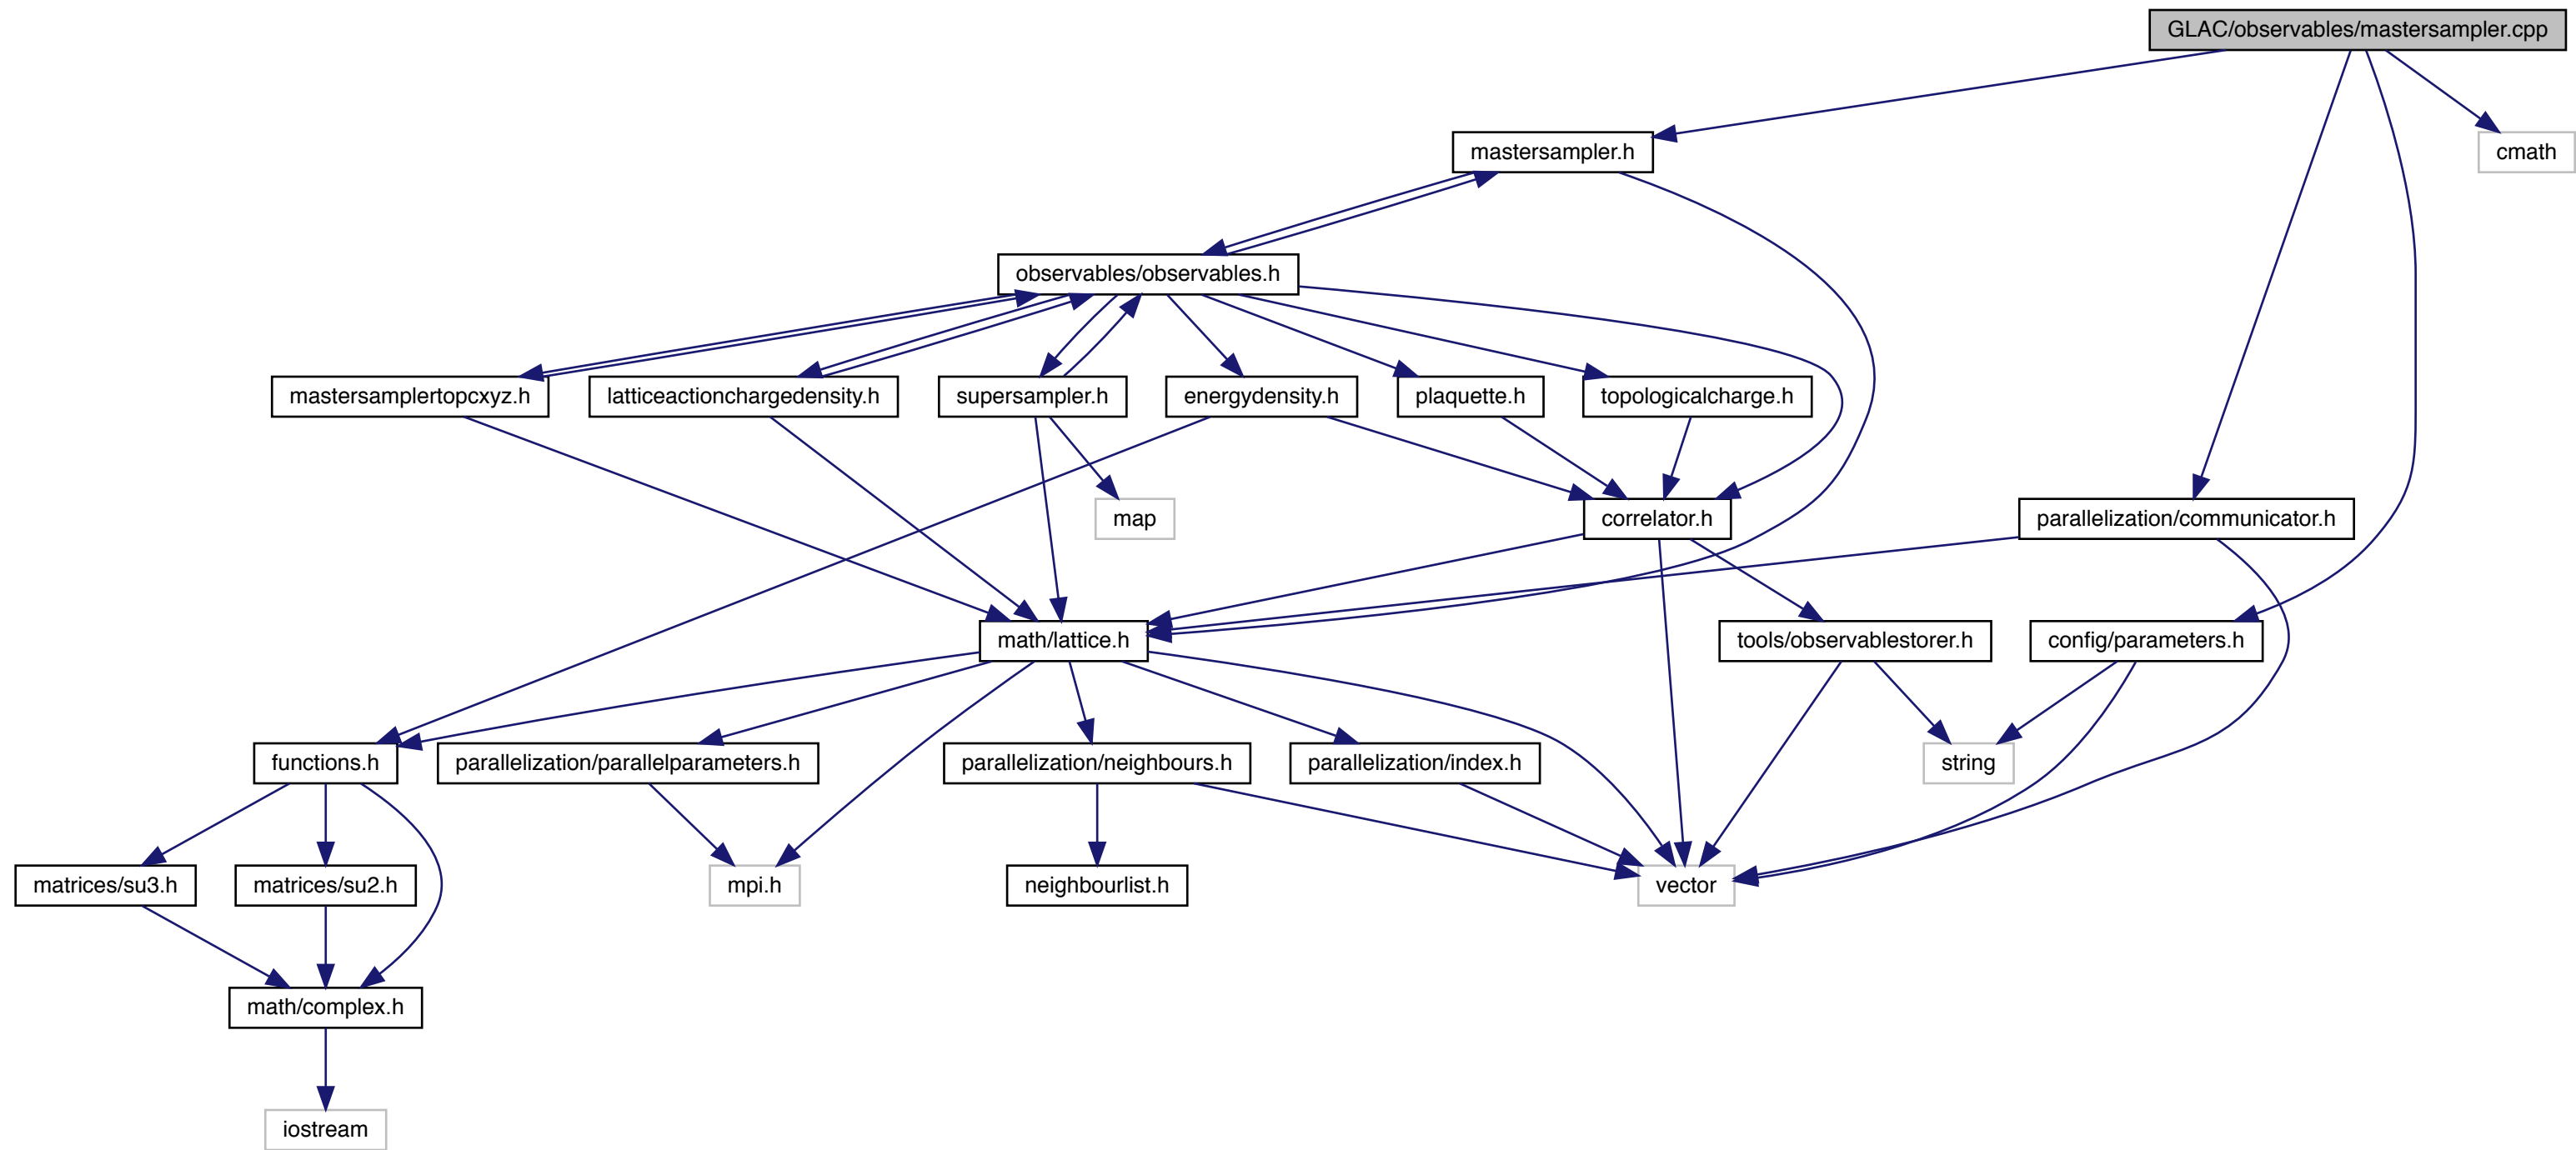 GLAC/observables/mastersampler.cpp
mastersampler.h
cmath
observables/observables.h
mastersamplertopcxyz.h
latticeactionchargedensity.h
supersampler.h
energydensity.h
plaquette.h
topologicalcharge.h
map
correlator.h
parallelization/communicator.h
math/lattice.h
tools/observablestorer.h
config/parameters.h
functions.h
parallelization/parallelparameters.h
parallelization/neighbours.h
parallelization/index.h
string
matrices/su3.h
matrices/su2.h
mpi.h
neighbourlist.h
vector
math/complex.h
iostream